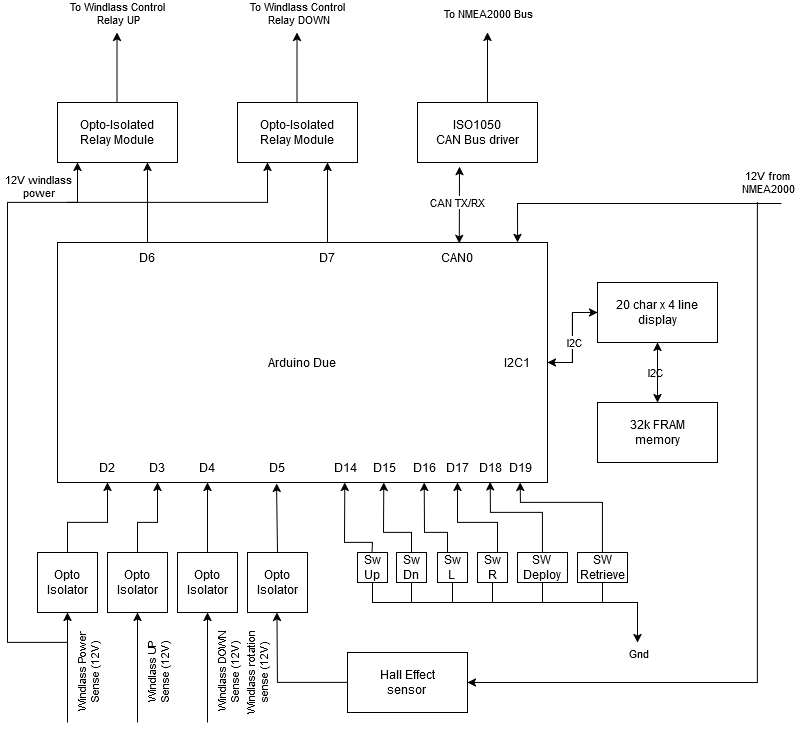 To Windlass Control
Relay UP
To Windlass Control
Relay DOWN
To NMEA2000 Bus
Opto-Isolated
Relay Module
Opto-Isolated
Relay Module
ISO1050
CAN Bus driver
12V windlass
power
CAN TX/RX
12V from
NMEA2000
D6
D7
CAN0
20 char x 4 line
display
I2C
Arduino Due
I2C1
I2C
32k FRAM
memory
D2
D3
D4
D5
D14
D15
D16
D17
D18
D19
Opto
Isolator
Opto
Isolator
Opto
Isolator
Opto
Isolator
Sw
Up
Sw
Dn
Sw
L
Sw
R
SW
Deploy
SW
Retrieve
Windlass Power
Sense (12V)
Windlass UP
Sense (12V)
Windlass DOWN
Sense (12V)
Windlass rotation
sense (12V)
Gnd
Hall Effect
sensor